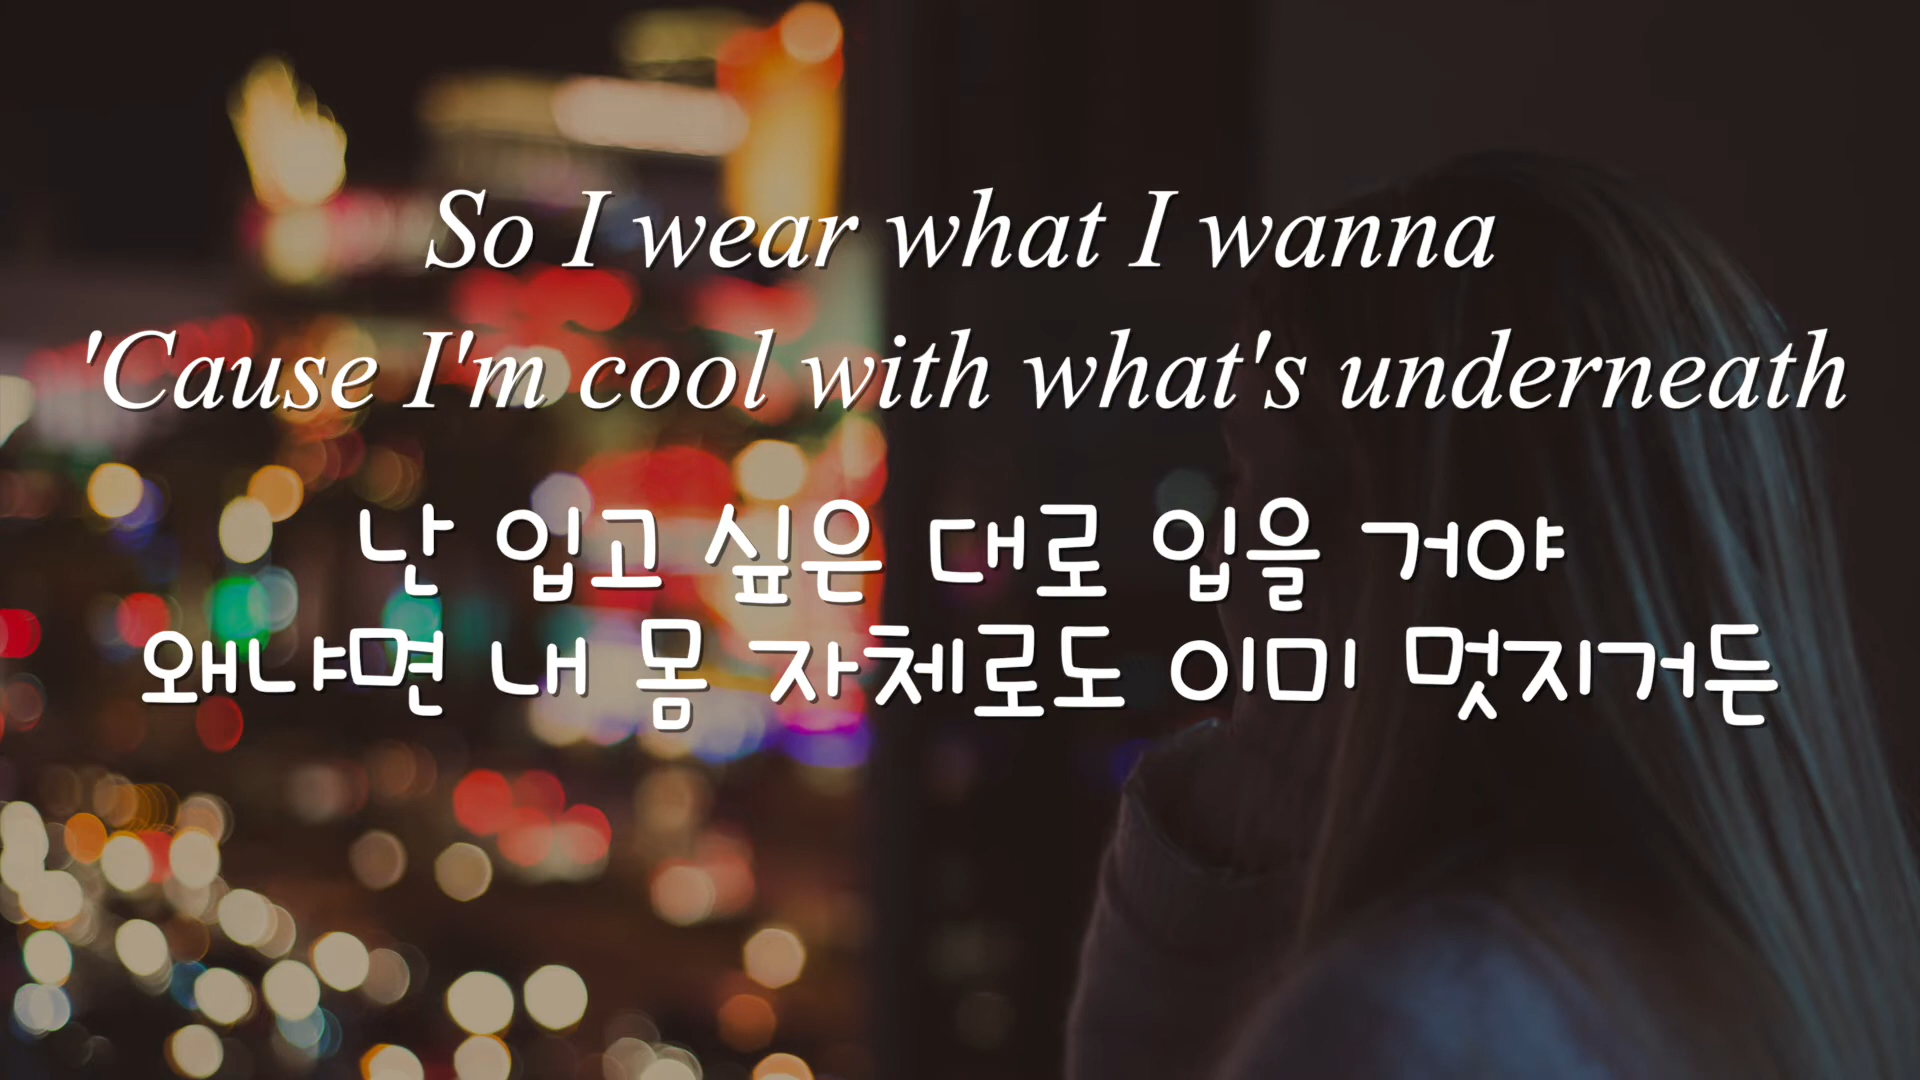 So I wear what I wanna
'Cause I'm cool with what's underneath
난 입고 싶은 대로 입을 거야
왜냐면 내 몸 자체로도 이미 멋지거든